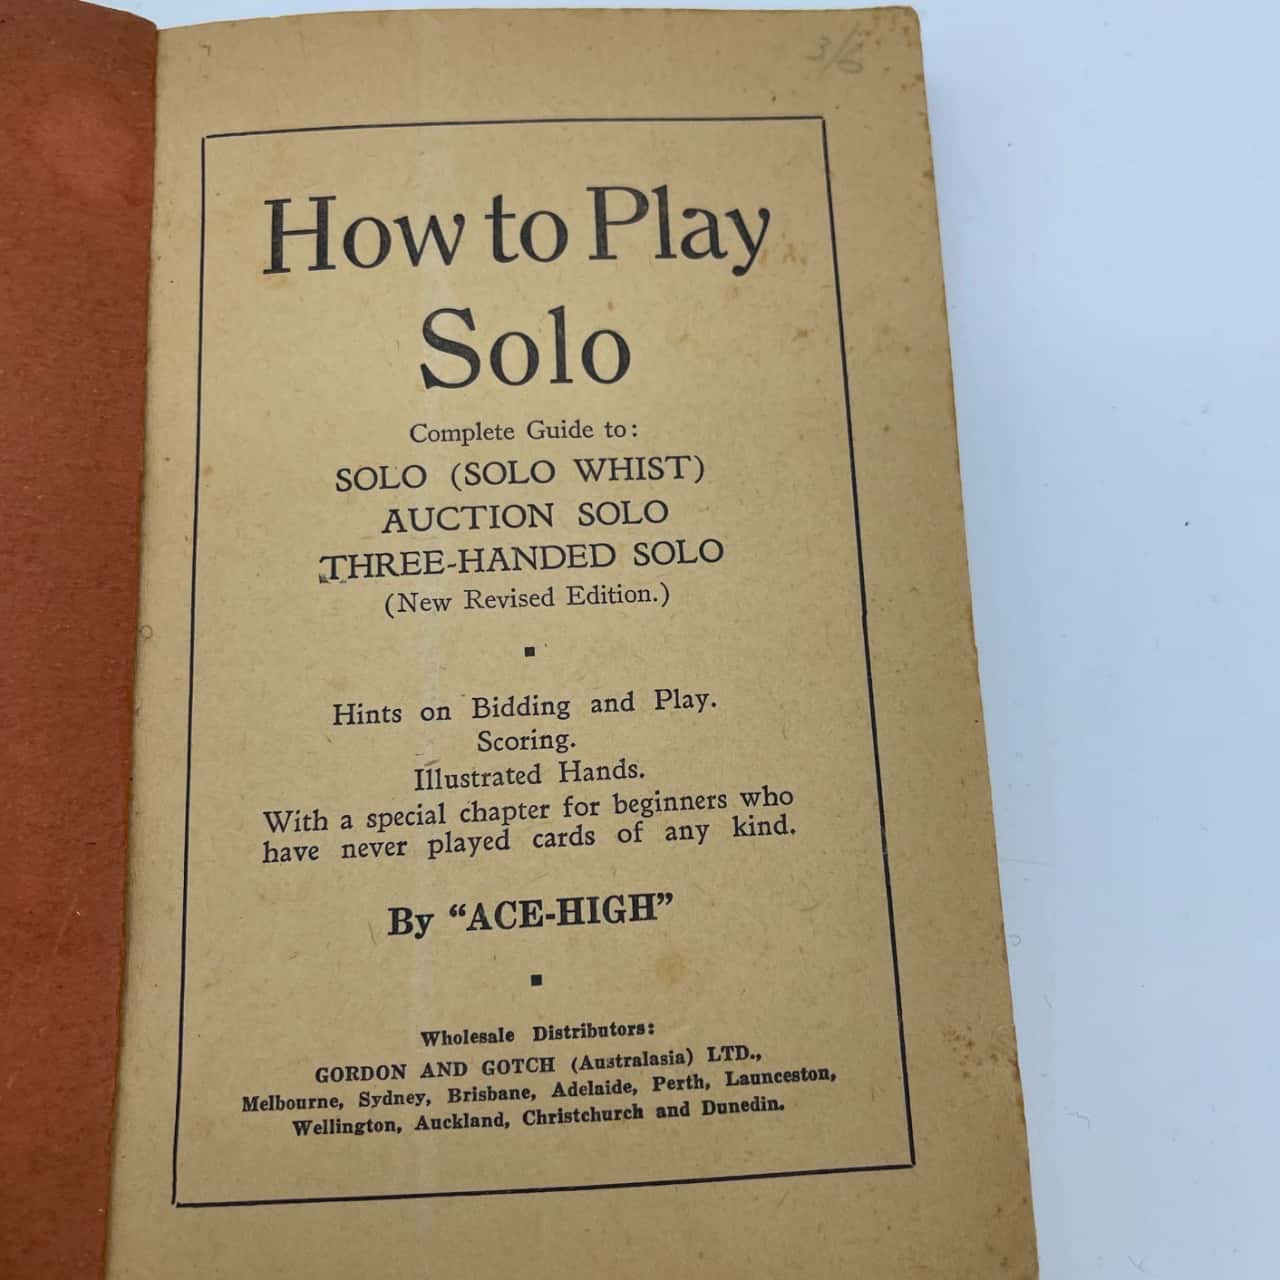 3/6
How to Play
Solo
Complete Guide to:
SOLO (SOLO WHIST)
AUCTION SOLO
THREE-HANDED SOLO
(New Revised Edition.)
Hints on Bidding and Play.
Scoring.
Illustrated Hands.
With a special chapter for beginners who
have never played cards of any kind.
By “ACE-HIGH”
Wholesale Distributors:
GORDON AND GOTCH (Australasia) LTD.,
Melbourne, Sydney, Brisbane, Adelaide, Perth, Launceston,
Wellington, Auckland, Christchurch and Dunedin.